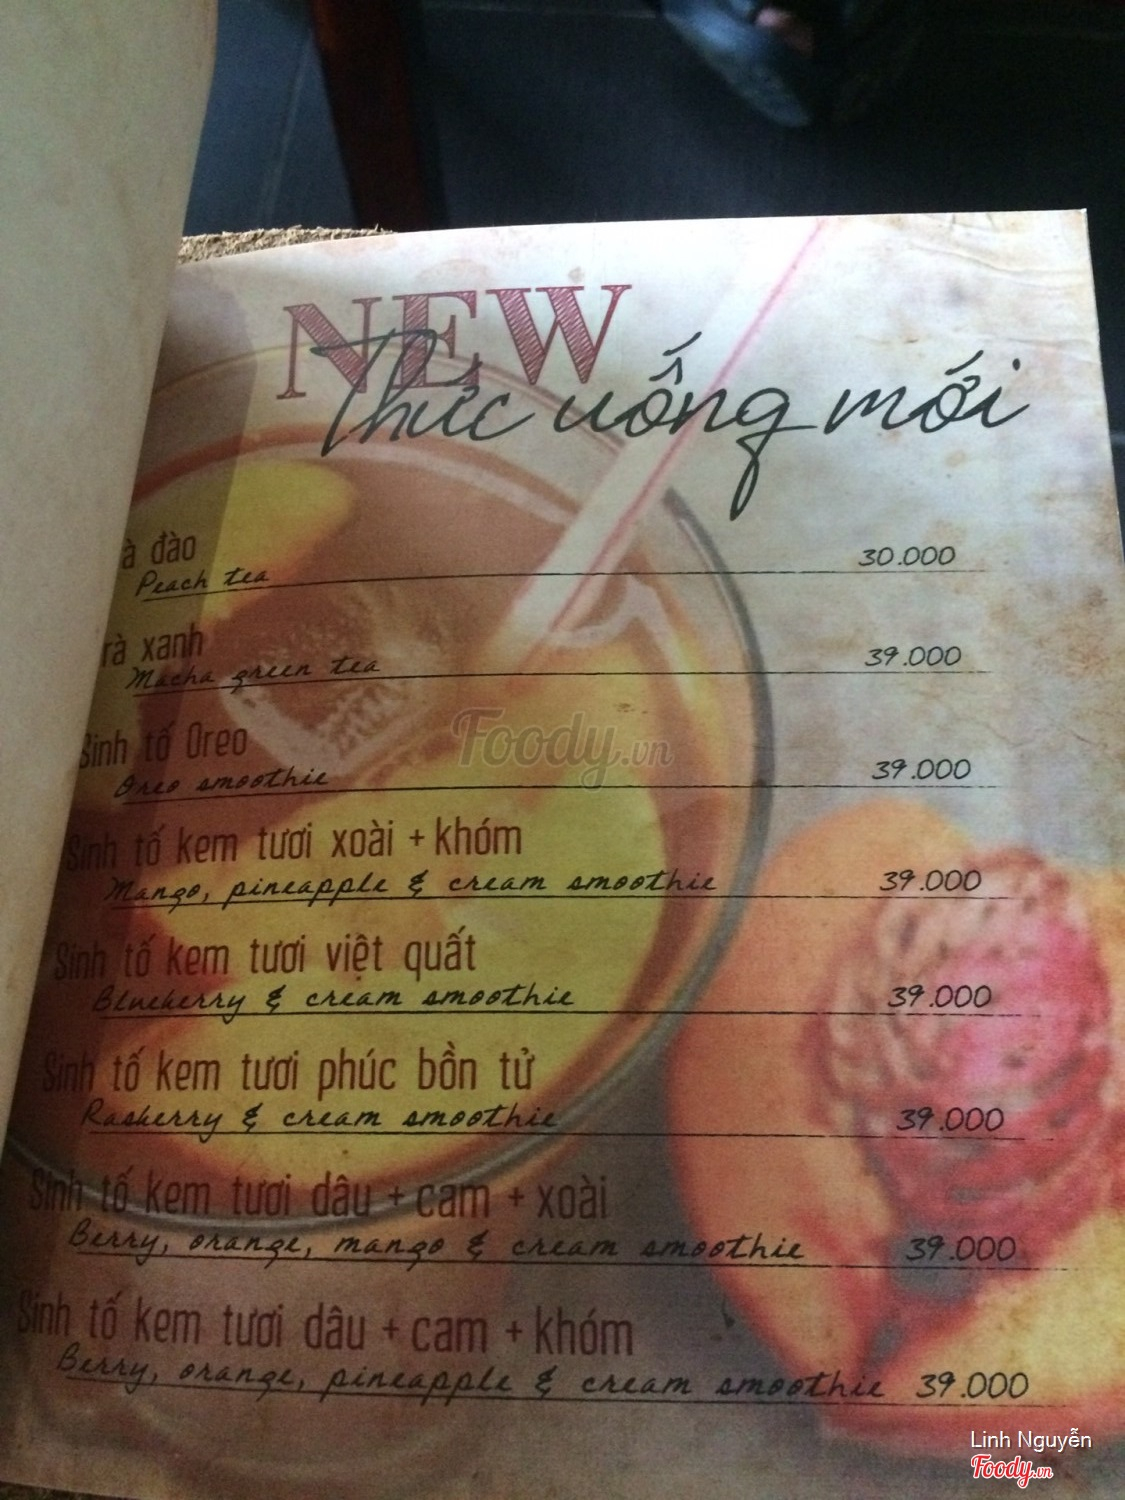 NEW
Thức uống mới
à đào
Peach tea 30.000
rà xanh
Macha green tea 39.000
Sinh tố Oreo
Oreo smoothie 39.000
Sinh tố kem tươi xoài + khóm
Mango, pineapple & cream smoothie 39.000
Sinh tố kem tươi việt quất
Blueberry & cream smoothie 39.000
Sinh tố kem tươi phúc bồn tử
Rasberry & cream smoothie 39.000
Sinh tố kem tươi dâu + cam + xoài
Berry, orange, mango & cream smoothie 39.000
Sinh tố kem tươi dâu + cam + khóm
Berry, orange, pineapple & cream smoothie 39.000
Foody.vn
Linh Nguyễn
Foody.vn